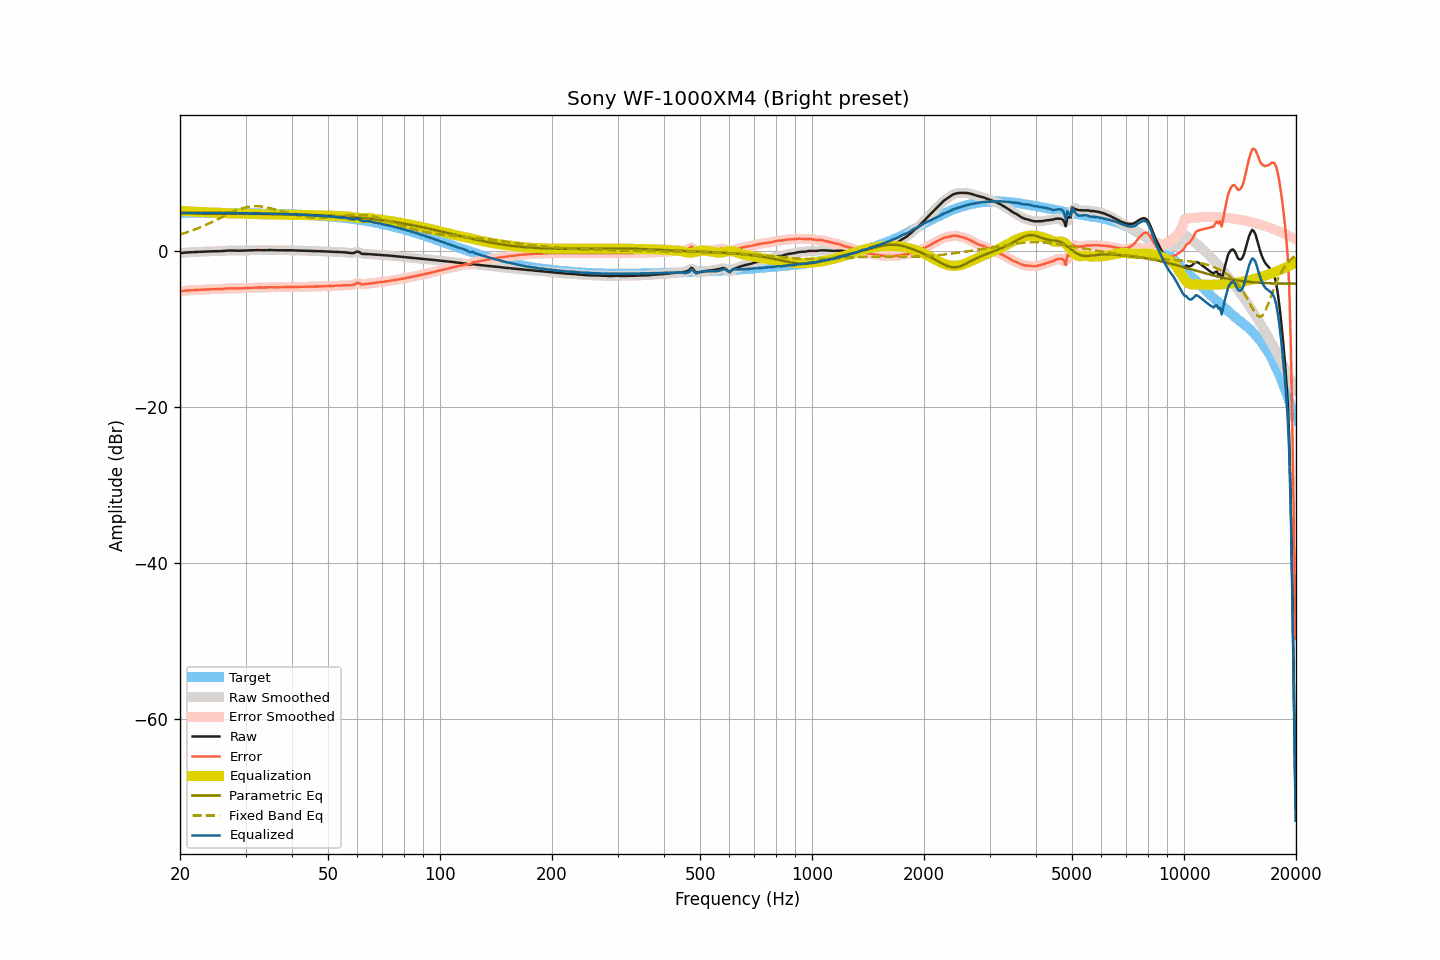 Sony WF-1000XM4 (Bright preset)
Amplitude (dBr)
0
−20
−40
−60
Target
Raw Smoothed
Error Smoothed
Raw
Error
Equalization
Parametric Eq
Fixed Band Eq
Equalized
20 50 100 200 500 1000 2000 5000 10000 20000
Frequency (Hz)